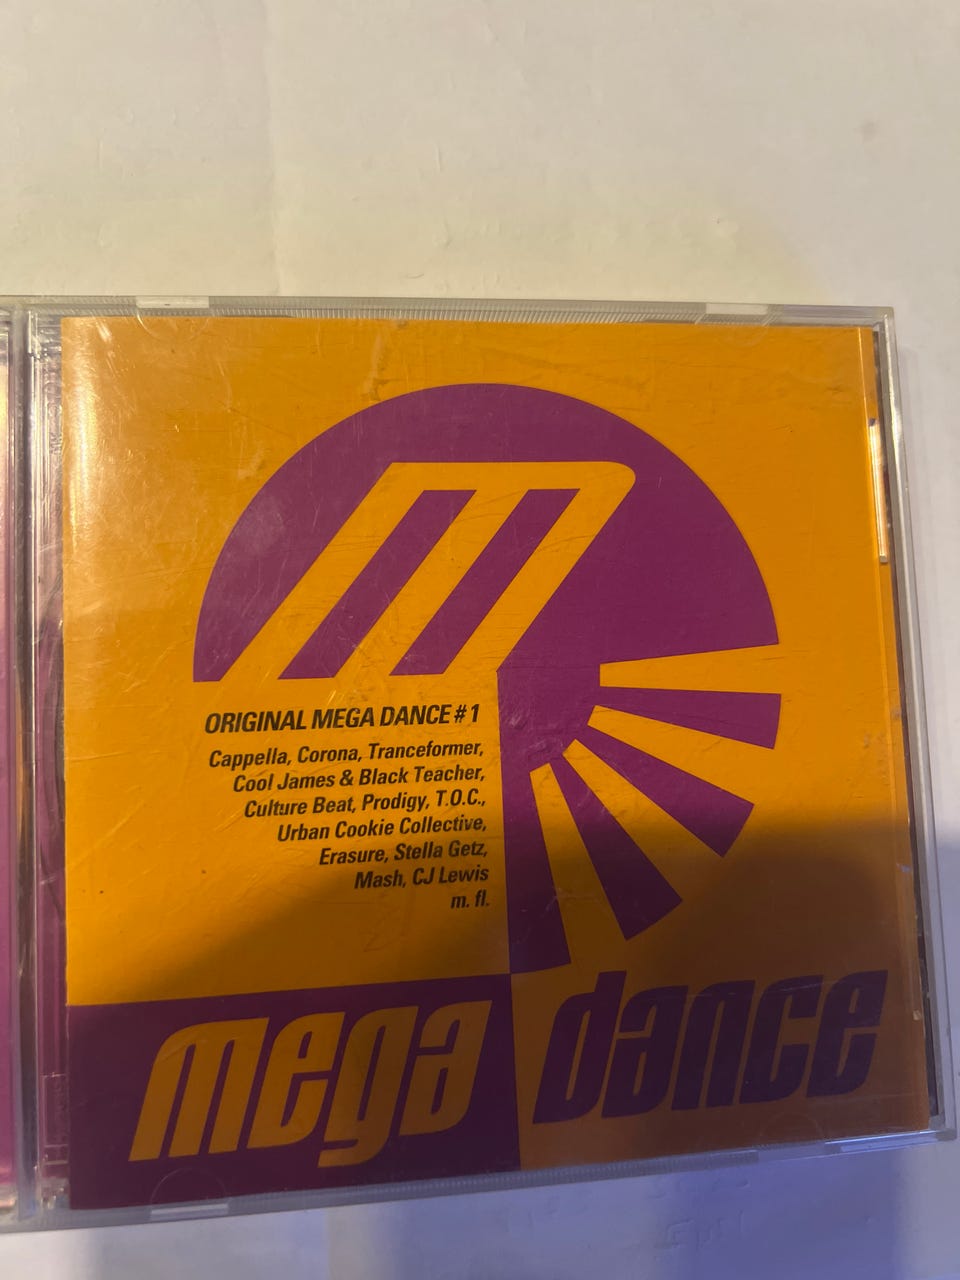 m
ORIGINAL MEGA DANCE #1
Cappella, Corona, Tranceformer,
Cool James & Black Teacher,
Culture Beat, Prodigy, T.O.C.,
Urban Cookie Collective,
Erasure, Stella Getz,
Mash, CJ Lewis
m. fl.
mega dance